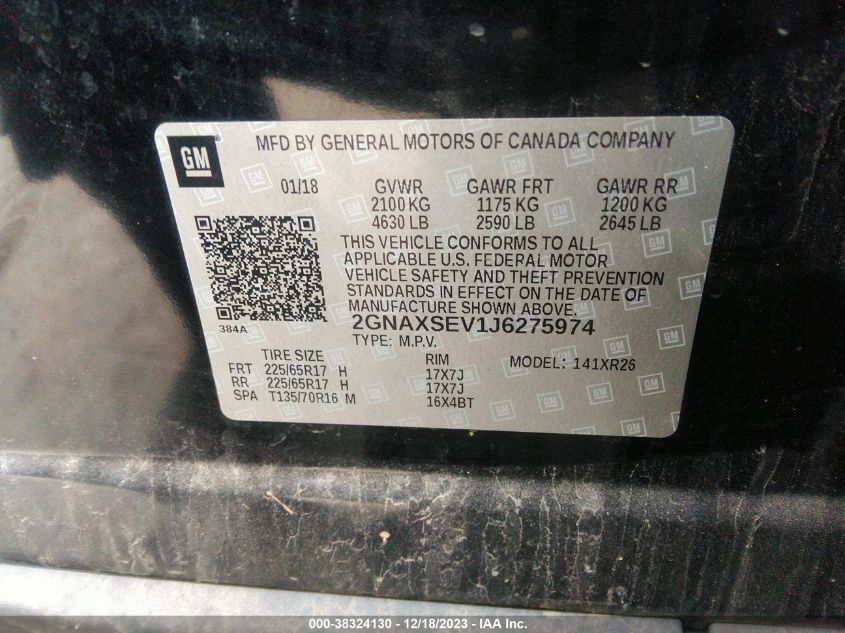 GM MFD BY GENERAL MOTORS OF CANADA COMPANY
01/18 GVWR GAWR FRT GAWR RR
2100 KG 1175 KG 1200 KG
4630 LB 2590 LB 2645 LB
THIS VEHICLE CONFORMS TO ALL
APPLICABLE U.S. FEDERAL MOTOR
VEHICLE SAFETY AND THEFT PREVENTION
STANDARDS IN EFFECT ON THE DATE OF
MANUFACTURE SHOWN ABOVE.
384A 2GNAXSEV1J6275974
TYPE: M.P.V.
TIRE SIZE RIM MODEL: 141XR26
FRT 225/65R17 H 17X7J
RR 225/65R17 H 17X7J
SPA T135/70R16 M 16X4BT
000-38324130 - 12/18/2023 - IAA Inc.